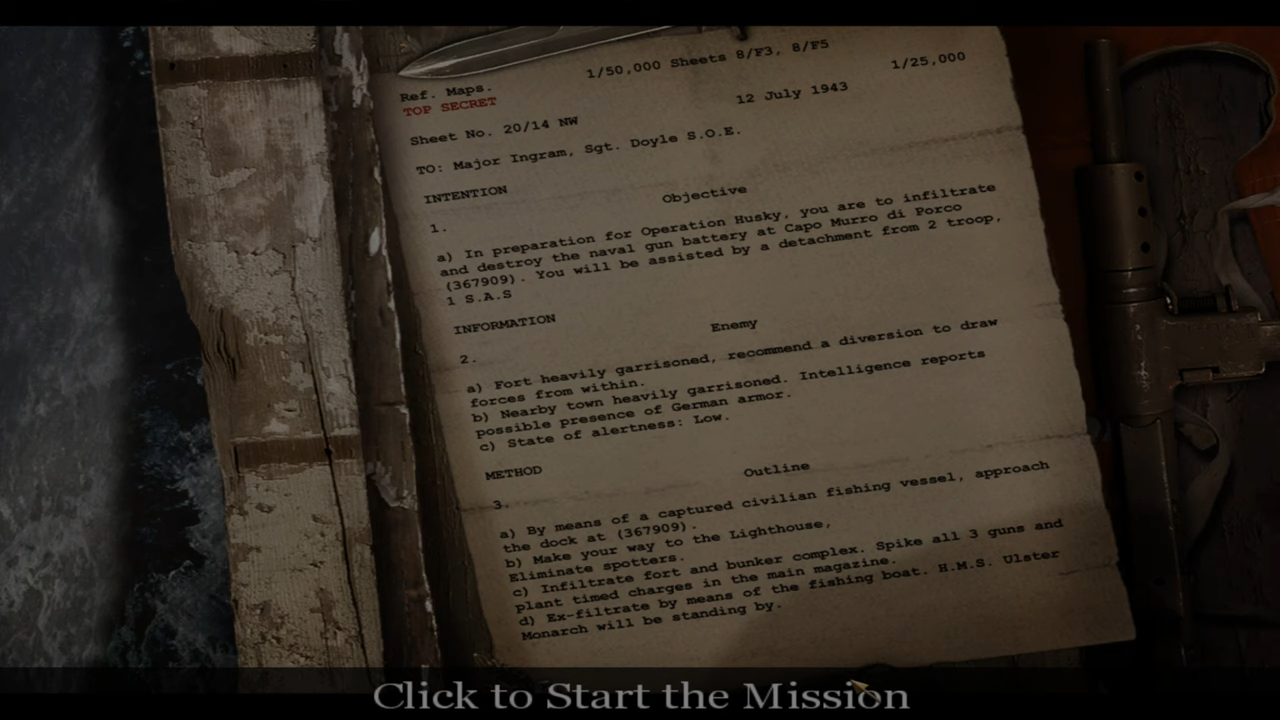 1/50,000 Sheets 8/F3, 8/F5
Ref. Maps.
1/25,000
TOP SECRET
12 July 1943
Sheet No. 20/14 NW
TO: Major Ingram, Sgt. Doyle S.O.E.
INTENTION
Objective
1.
a) In preparation for Operation Husky, you are to infiltrate
and destroy the naval gun battery at Capo Murro di Porco
(367909). You will be assisted by a detachment from 2 troop,
1 S.A.S
INFORMATION
Enemy
2.
a) Fort heavily garrisoned, recommend a diversion to draw
forces from within.
b) Nearby town heavily garrisoned. Intelligence reports
possible presence of German armor.
c) State of alertness: Low.
METHOD
Outline
3.
a) By means of a captured civilian fishing vessel, approach
the dock at (367909).
b) Make your way to the Lighthouse,
Eliminate spotters.
c) Infiltrate fort and bunker complex. Spike all 3 guns and
plant timed charges in the main magazine.
d) Ex-filtrate by means of the fishing boat. H.M.S. Ulster
Monarch will be standing by.
Click to Start the Mission